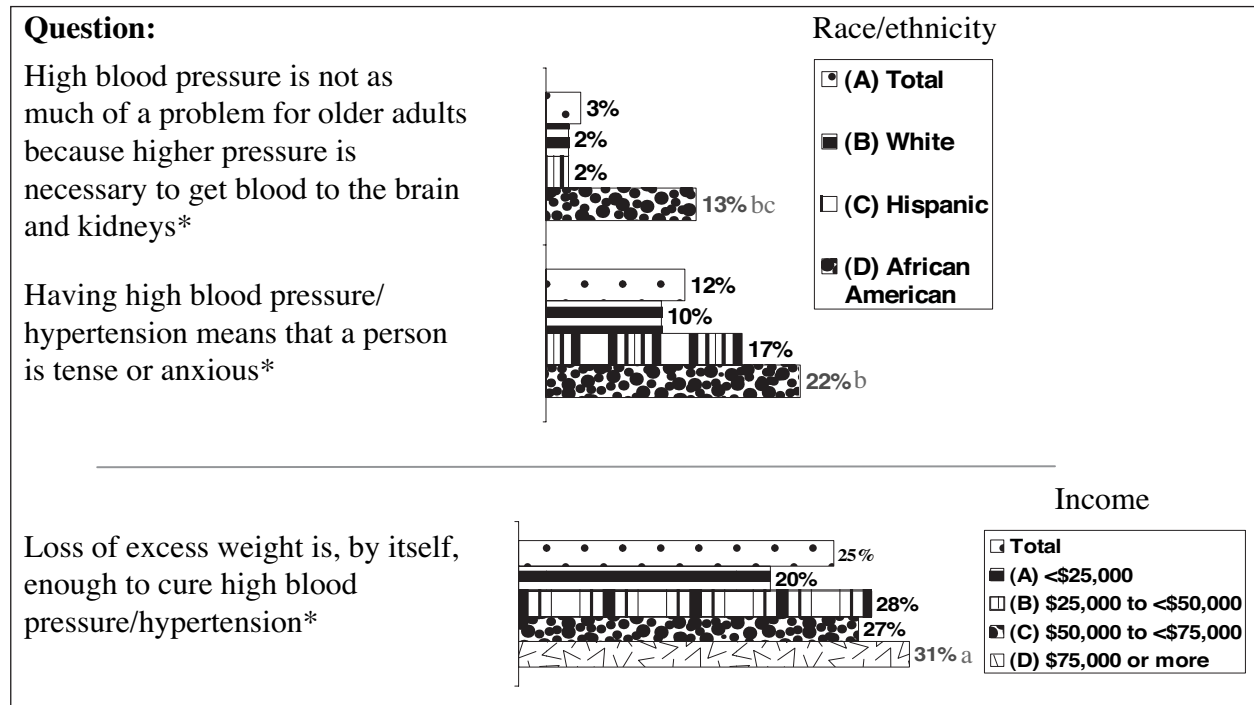 Question:
High blood pressure is not as
much of a problem for older adults
because higher pressure is
necessary to get blood to the brain
and kidneys*
3%
2%
2%
13% bc
Race/ethnicity
(A) Total
(B) White
(C) Hispanic
(D) African
American
Having high blood pressure/
hypertension means that a person
is tense or anxious*
12%
10%
17%
22% b
Loss of excess weight is, by itself,
enough to cure high blood
pressure/hypertension*
25%
20%
28%
27%
31% a
Income
Total
(A) <$25,000
(B) $25,000 to <$50,000
(C) $50,000 to <$75,000
(D) $75,000 or more